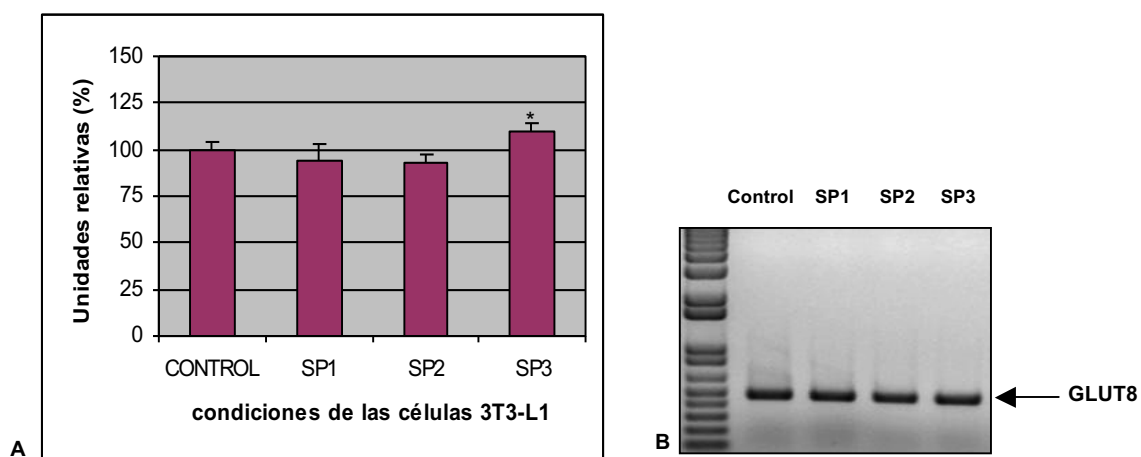 150
125
100
75
50
25
0
Unidades relativas (%)
*
CONTROL SP1 SP2 SP3
condiciones de las células 3T3-L1
A
Control SP1 SP2 SP3
GLUT8
B